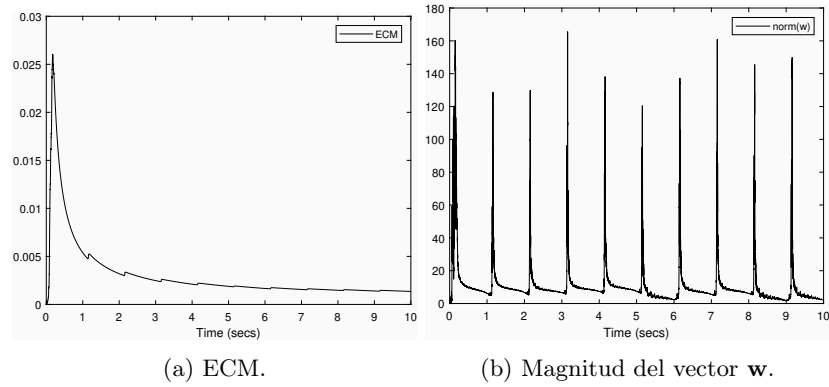 0.03
0.025
0.02
0.015
0.01
0.005
0
0 1 2 3 4 5 6 7 8 9 10
Time (secs)
ECM
(a) ECM.
180
160
140
120
100
80
60
40
20
0
0 1 2 3 4 5 6 7 8 9 10
Time (secs)
norm(w)
(b) Magnitud del vector w.